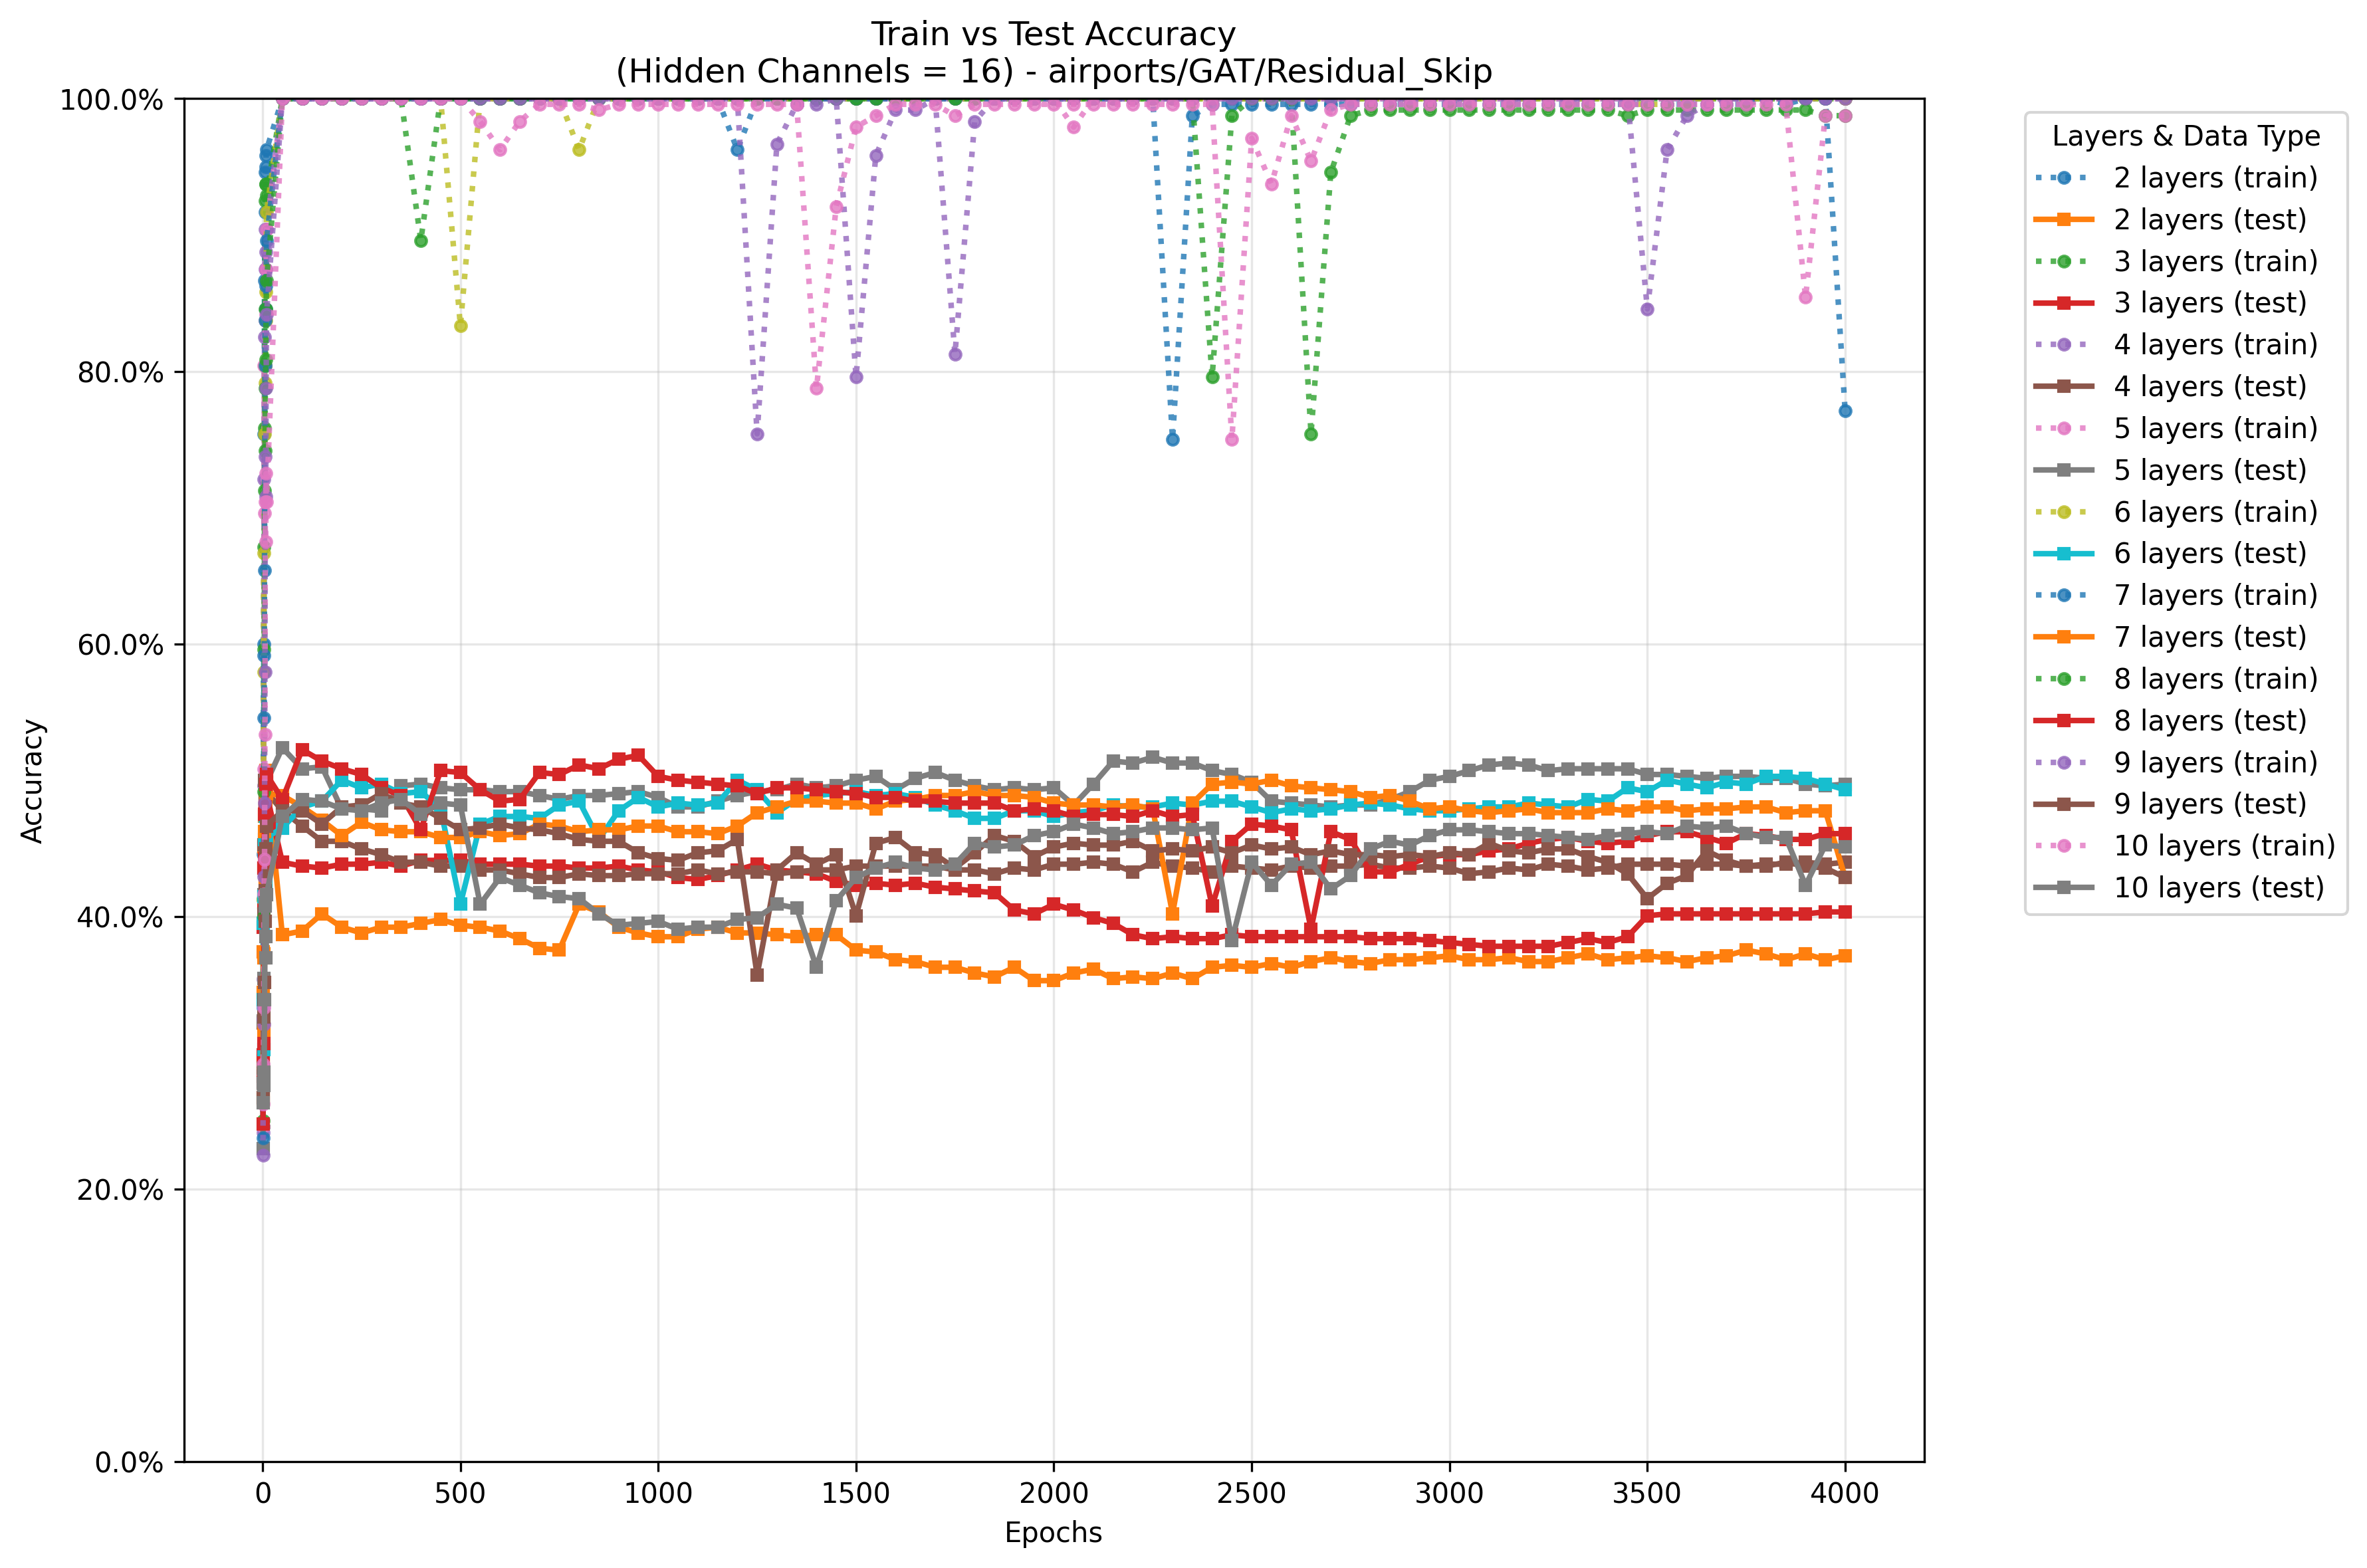 Train vs Test Accuracy
(Hidden Channels = 16) - airports/GAT/Residual_Skip
Accuracy
100.0%
80.0%
60.0%
40.0%
20.0%
0.0%
0
500
1000
1500
2000
2500
3000
3500
4000
Epochs
Layers & Data Type
2 layers (train)
2 layers (test)
3 layers (train)
3 layers (test)
4 layers (train)
4 layers (test)
5 layers (train)
5 layers (test)
6 layers (train)
6 layers (test)
7 layers (train)
7 layers (test)
8 layers (train)
8 layers (test)
9 layers (train)
9 layers (test)
10 layers (train)
10 layers (test)